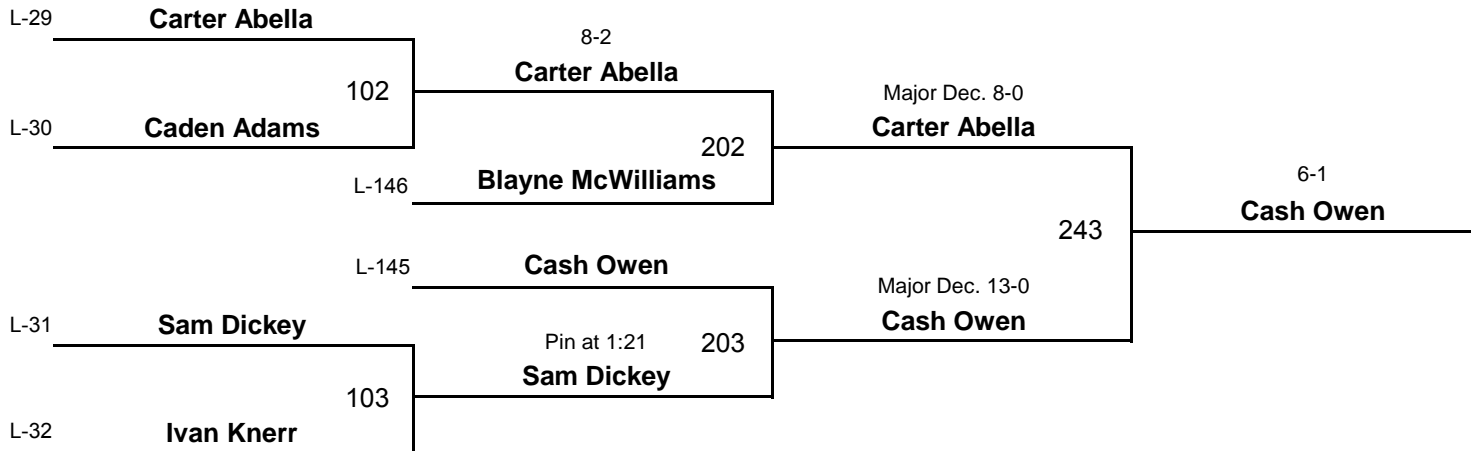 L-29 Carter Abella
8-2
Carter Abella
102
Major Dec. 8-0
L-30 Caden Adams
Carter Abella
202
L-146 Blayne McWilliams
6-1
Cash Owen
243
L-145 Cash Owen
Major Dec. 13-0
L-31 Sam Dickey
Cash Owen
Pin at 1:21 203
Sam Dickey
103
L-32 Ivan Knerr